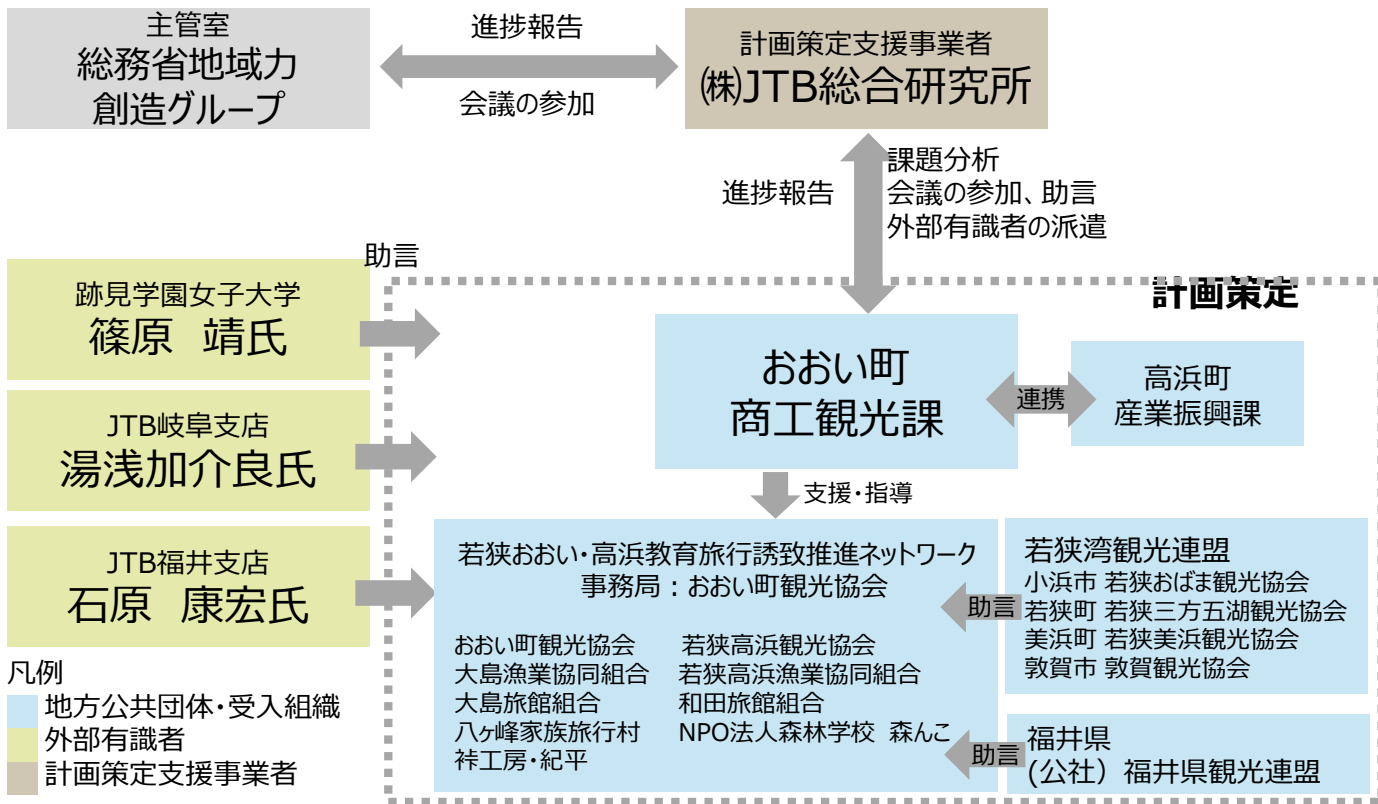 主管室
総務省地域力
創造グループ
進捗報告
会議の参加
計画策定支援事業者
㈱JTB総合研究所
進捗報告
課題分析
会議の参加、助言
外部有識者の派遣
助言
計画策定
跡見学園女子大学
篠原 靖氏
JTB岐阜支店
湯浅加介良氏
JTB福井支店
石原 康宏氏
おおい町
商工観光課
連携
高浜町
産業振興課
支援・指導
若狭おおい・高浜教育旅行誘致推進ネットワーク
事務局：おおい町観光協会
おおい町観光協会 若狭高浜観光協会
大島漁業協同組合 若狭高浜漁業協同組合
大島旅館組合 和田旅館組合
八ヶ峰家族旅行村 NPO法人森林学校 森んこ
裃工房・紀平
助言
若狭湾観光連盟
小浜市 若狭おばま観光協会
若狭町 若狭三方五湖観光協会
美浜町 若狭美浜観光協会
敦賀市 敦賀観光協会
助言
福井県
(公社）福井県観光連盟
凡例
地方公共団体・受入組織
外部有識者
計画策定支援事業者